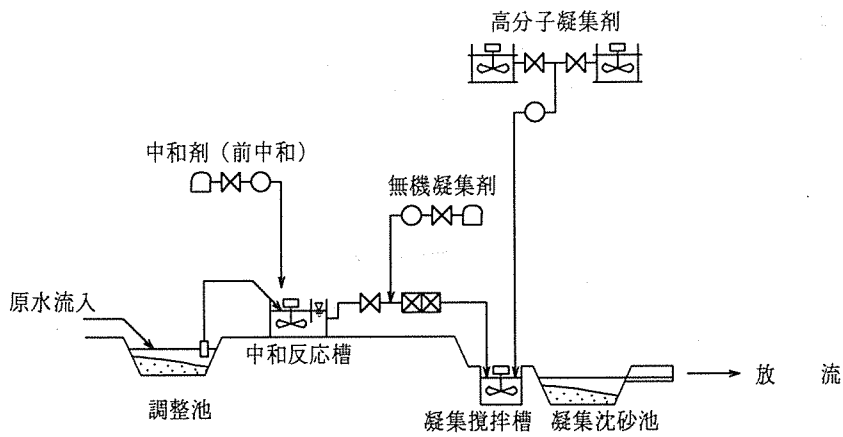 高分子凝集剤
中和剤（前中和）
無機凝集剤
原水流入
中和反応槽
放流
調整池
凝集撹拌槽
凝集沈砂池